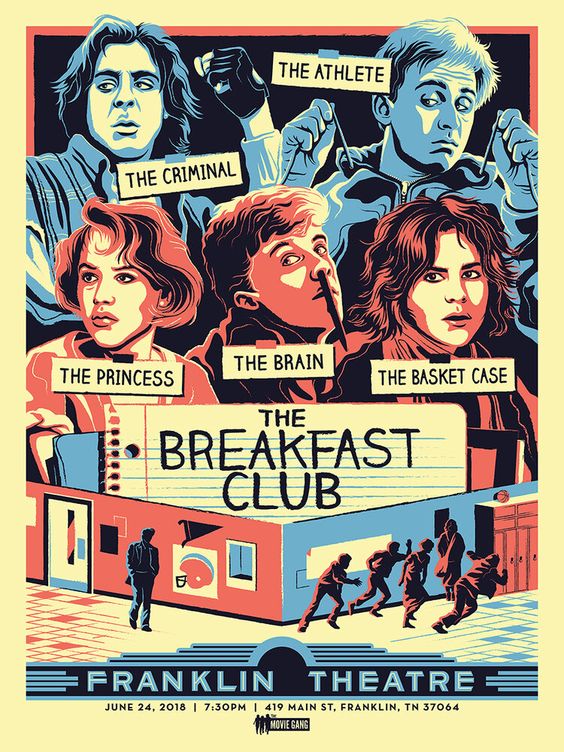 THE ATHLETE
THE CRIMINAL
THE PRINCESS
THE BRAIN
THE BASKET CASE
THE
BREAKFAST
CLUB
FRANKLIN THEATRE
JUNE 24, 2018 | 7:30PM | 419 MAIN ST, FRANKLIN, TN 37064
THE
MOVIE GANG